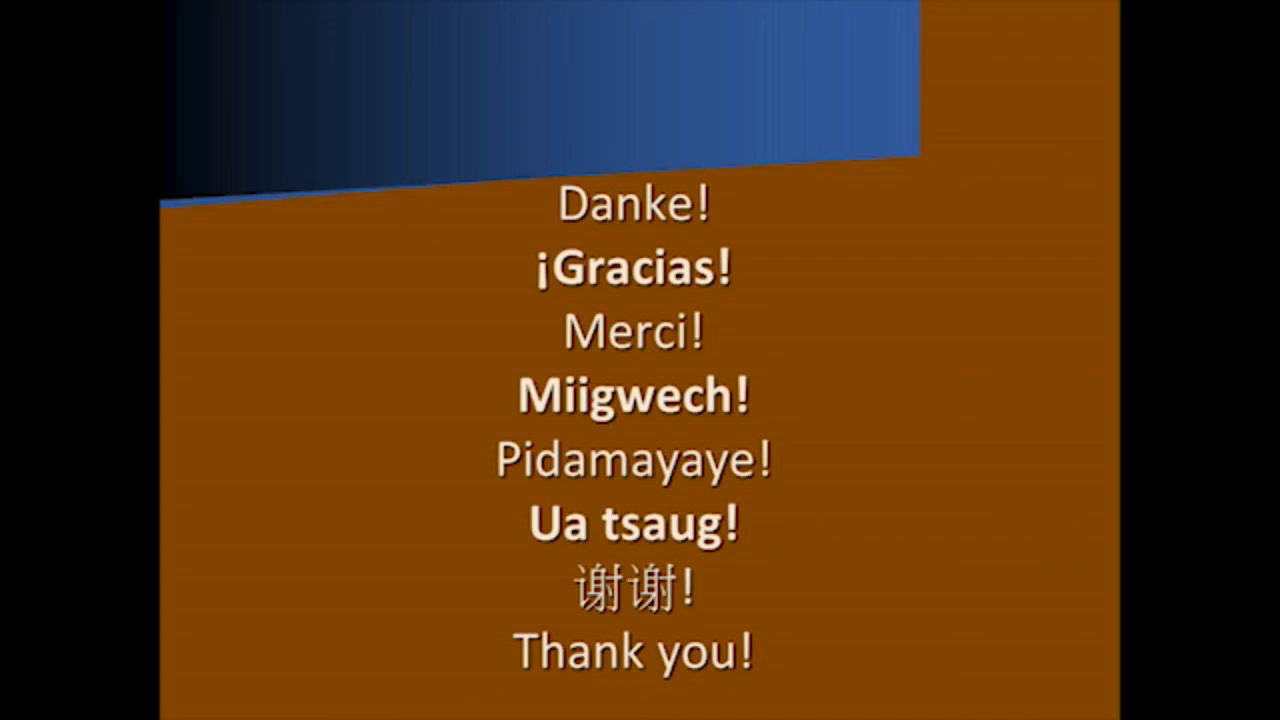 Danke!
¡Gracias!
Merci!
Miigwech!
Pidamayaye!
Ua tsaug!
谢谢!
Thank you!